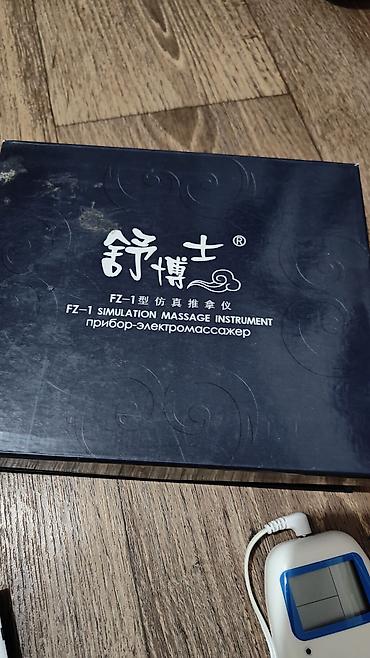 舒博士®
FZ-1型仿真推拿仪
FZ-1 SIMULATION MASSAGE INSTRUMENT
прибор-электромассажер